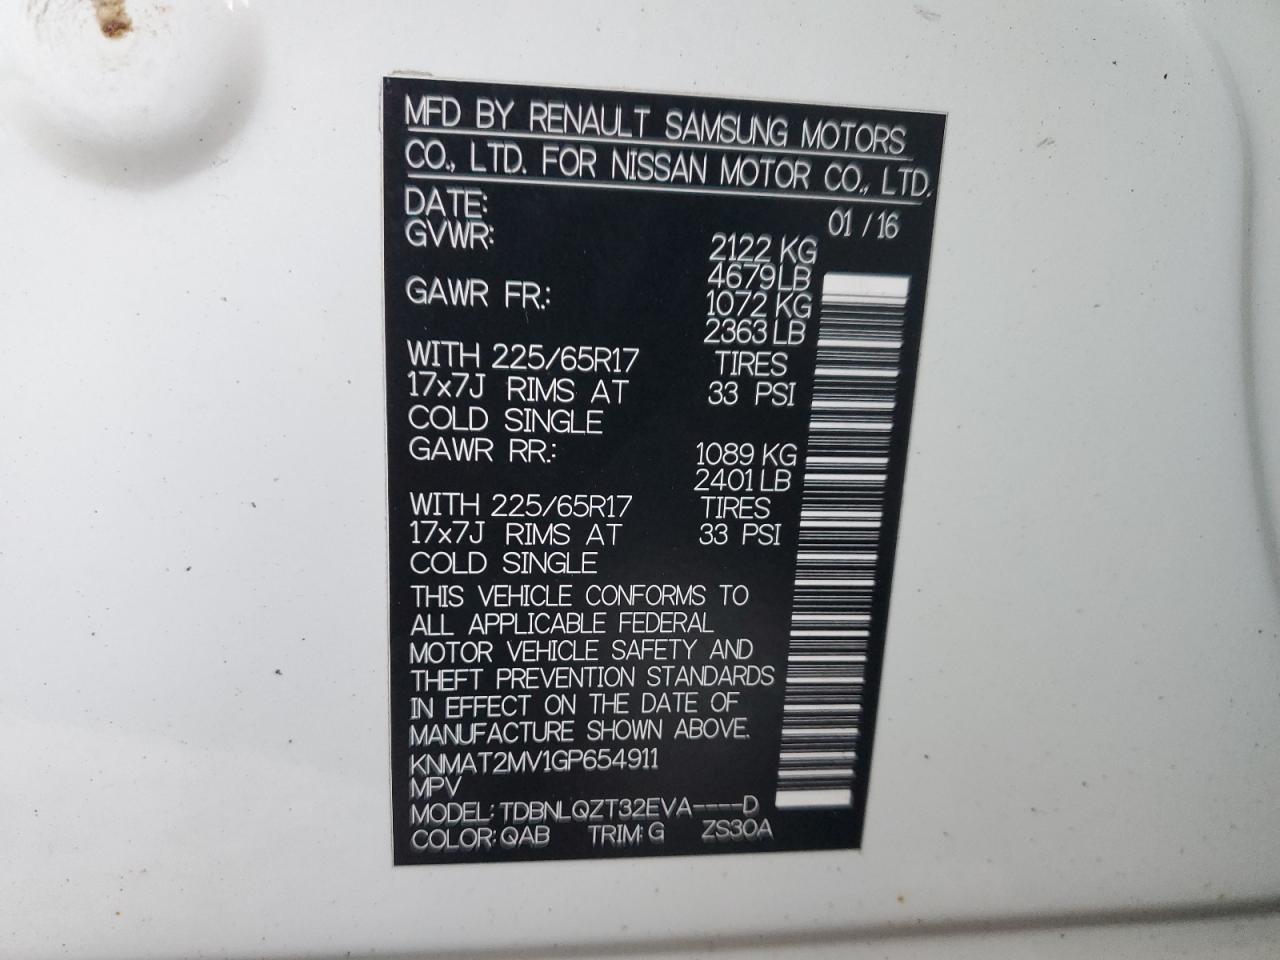 MFD BY RENAULT SAMSUNG MOTORS
CO., LTD. FOR NISSAN MOTOR CO., LTD.
DATE: 01 / 16
GVWR: 2122 KG
4679 LB
GAWR FR.: 1072 KG
2363 LB
WITH 225/65R17 TIRES
17x7J RIMS AT 33 PSI
COLD SINGLE
GAWR RR.: 1089 KG
2401 LB
WITH 225/65R17 TIRES
17x7J RIMS AT 33 PSI
COLD SINGLE
THIS VEHICLE CONFORMS TO
ALL APPLICABLE FEDERAL
MOTOR VEHICLE SAFETY AND
THEFT PREVENTION STANDARDS
IN EFFECT ON THE DATE OF
MANUFACTURE SHOWN ABOVE.
KNMAT2MV1GP654911
MPV
MODEL: TDBNLQZT32EVA----D
COLOR: QAB TRIM: G ZS30A